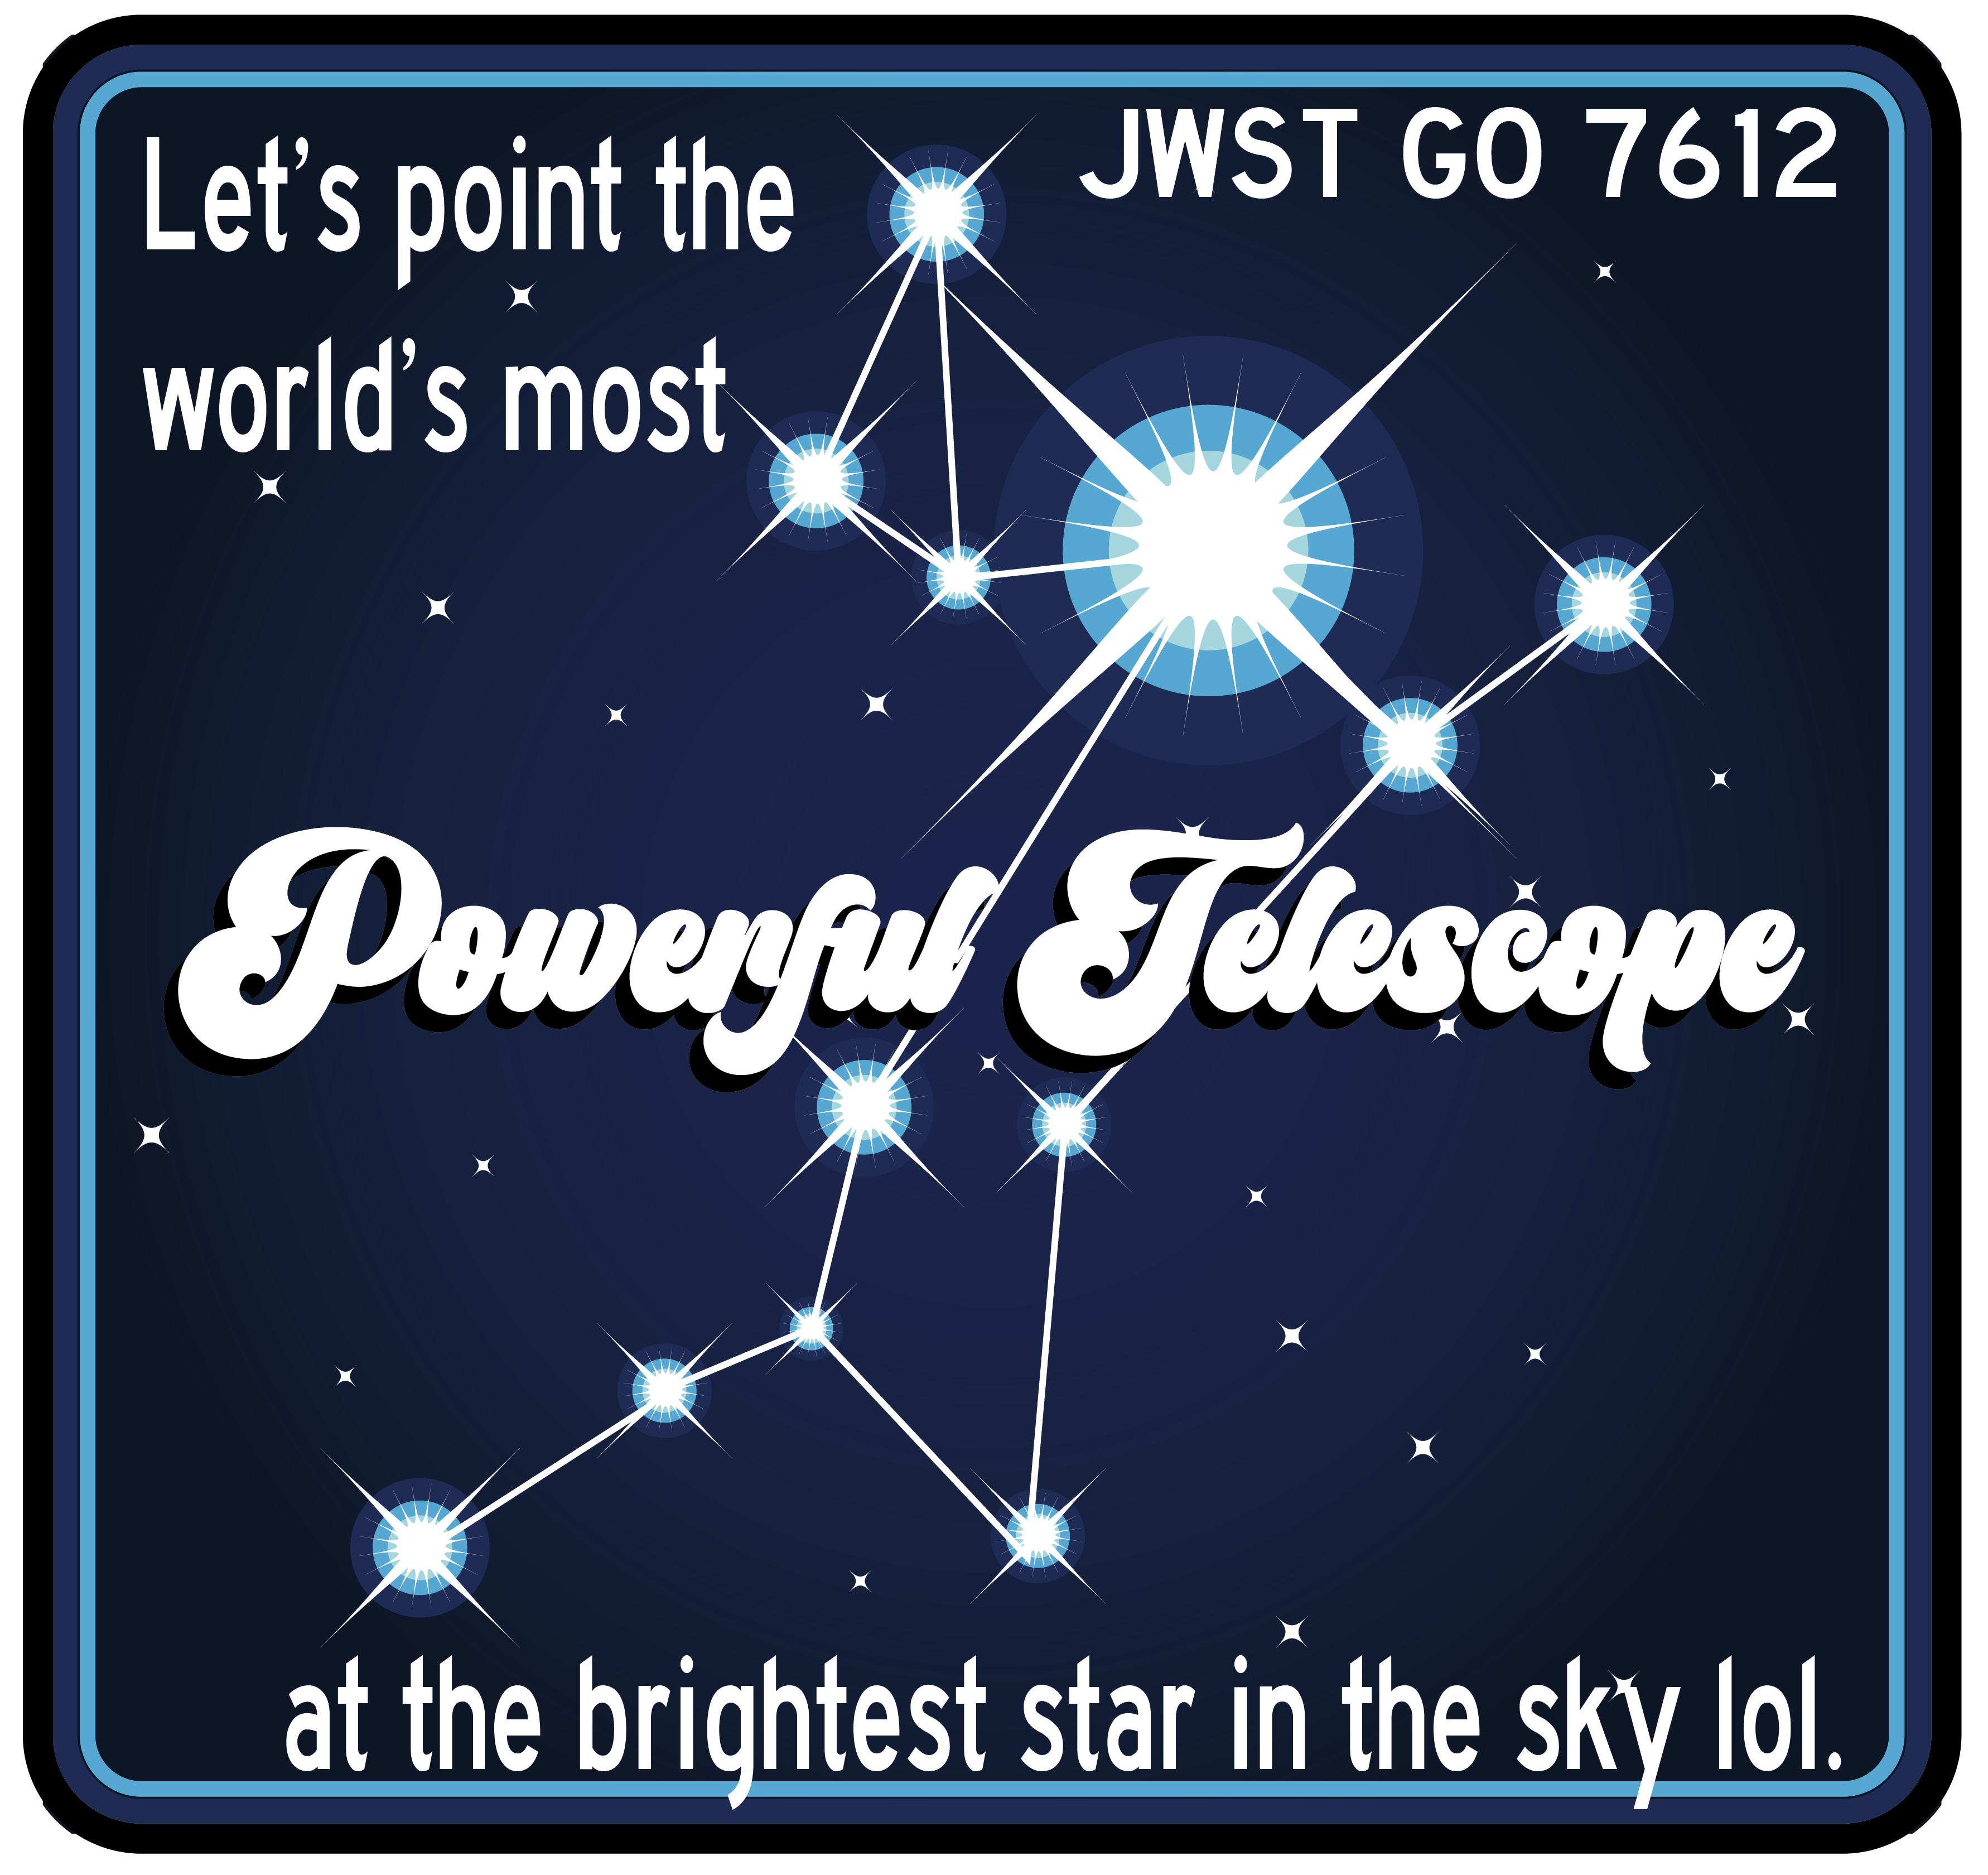 Let's point the
JWST GO 7612
world's most
Powerful Telescope
at the brightest star in the sky lol.